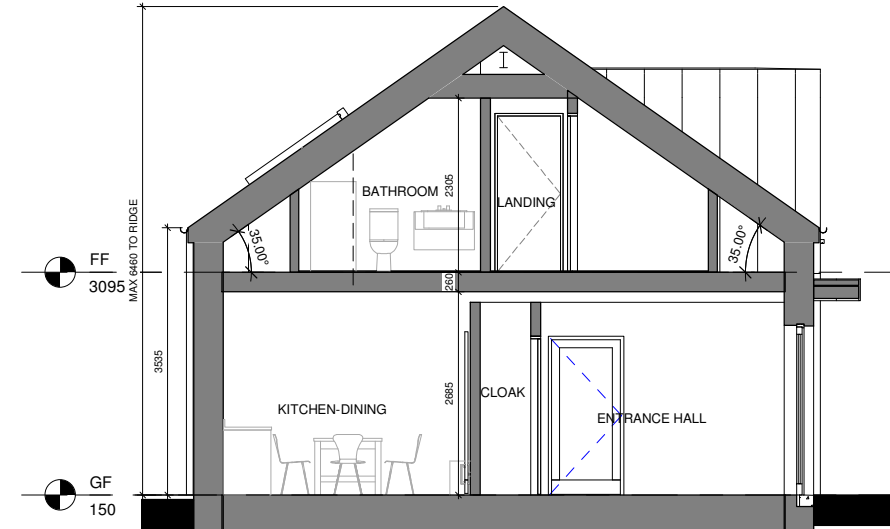 MAX 6460 TO RIDGE
BATHROOM
2305
LANDING
35.00°
35.00°
FF
3095
260
3535
2685
CLOAK
KITCHEN-DINING
ENTRANCE HALL
GF
150